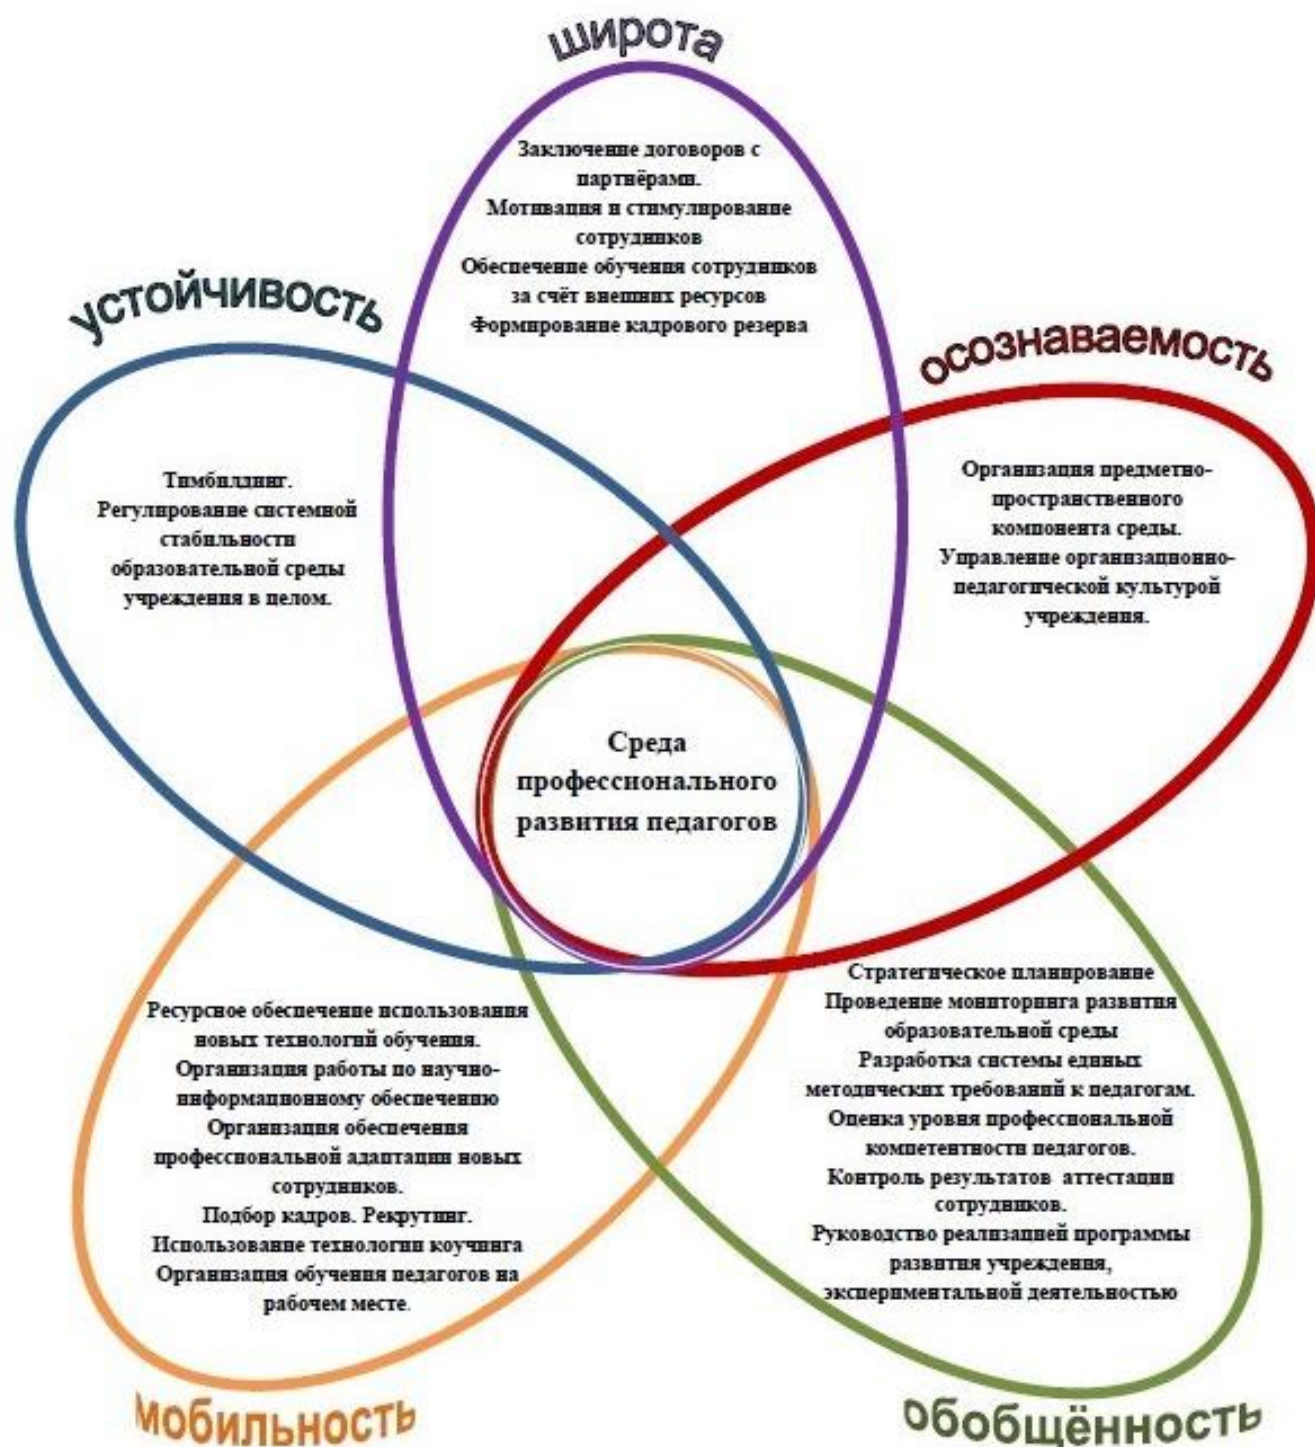 широта
Заключение договоров с
партнёрами.
Мотивация и стимулирование
сотрудников
Обеспечение обучения сотрудников
за счёт внешних ресурсов
Формирование кадрового резерва
устойчивость
Тимбилдинг.
Регулирование системной
стабильности
образовательной среды
учреждения в целом.
осознаваемость
Организация предметно-
пространственного
компонента среды.
Управление организационно-
педагогической культурой
учреждения.
Среда
профессионального
развития педагогов
Ресурсное обеспечение использования
новых технологий обучения.
Организация работы по научно-
информационному обеспечению
Организация обеспечения
профессиональной адаптации новых
сотрудников.
Подбор кадров. Рекрутинг.
Использование технологии коучинга
Организация обучения педагогов на
рабочем месте.
мобильность
Стратегическое планирование
Проведение мониторинга развития
образовательной среды
Разработка системы единых
методических требований к педагогам.
Оценка уровня профессиональной
компетентности педагогов.
Контроль результатов аттестации
сотрудников.
Руководство реализацией программы
развития учреждения,
экспериментальной деятельностью
обобщённость